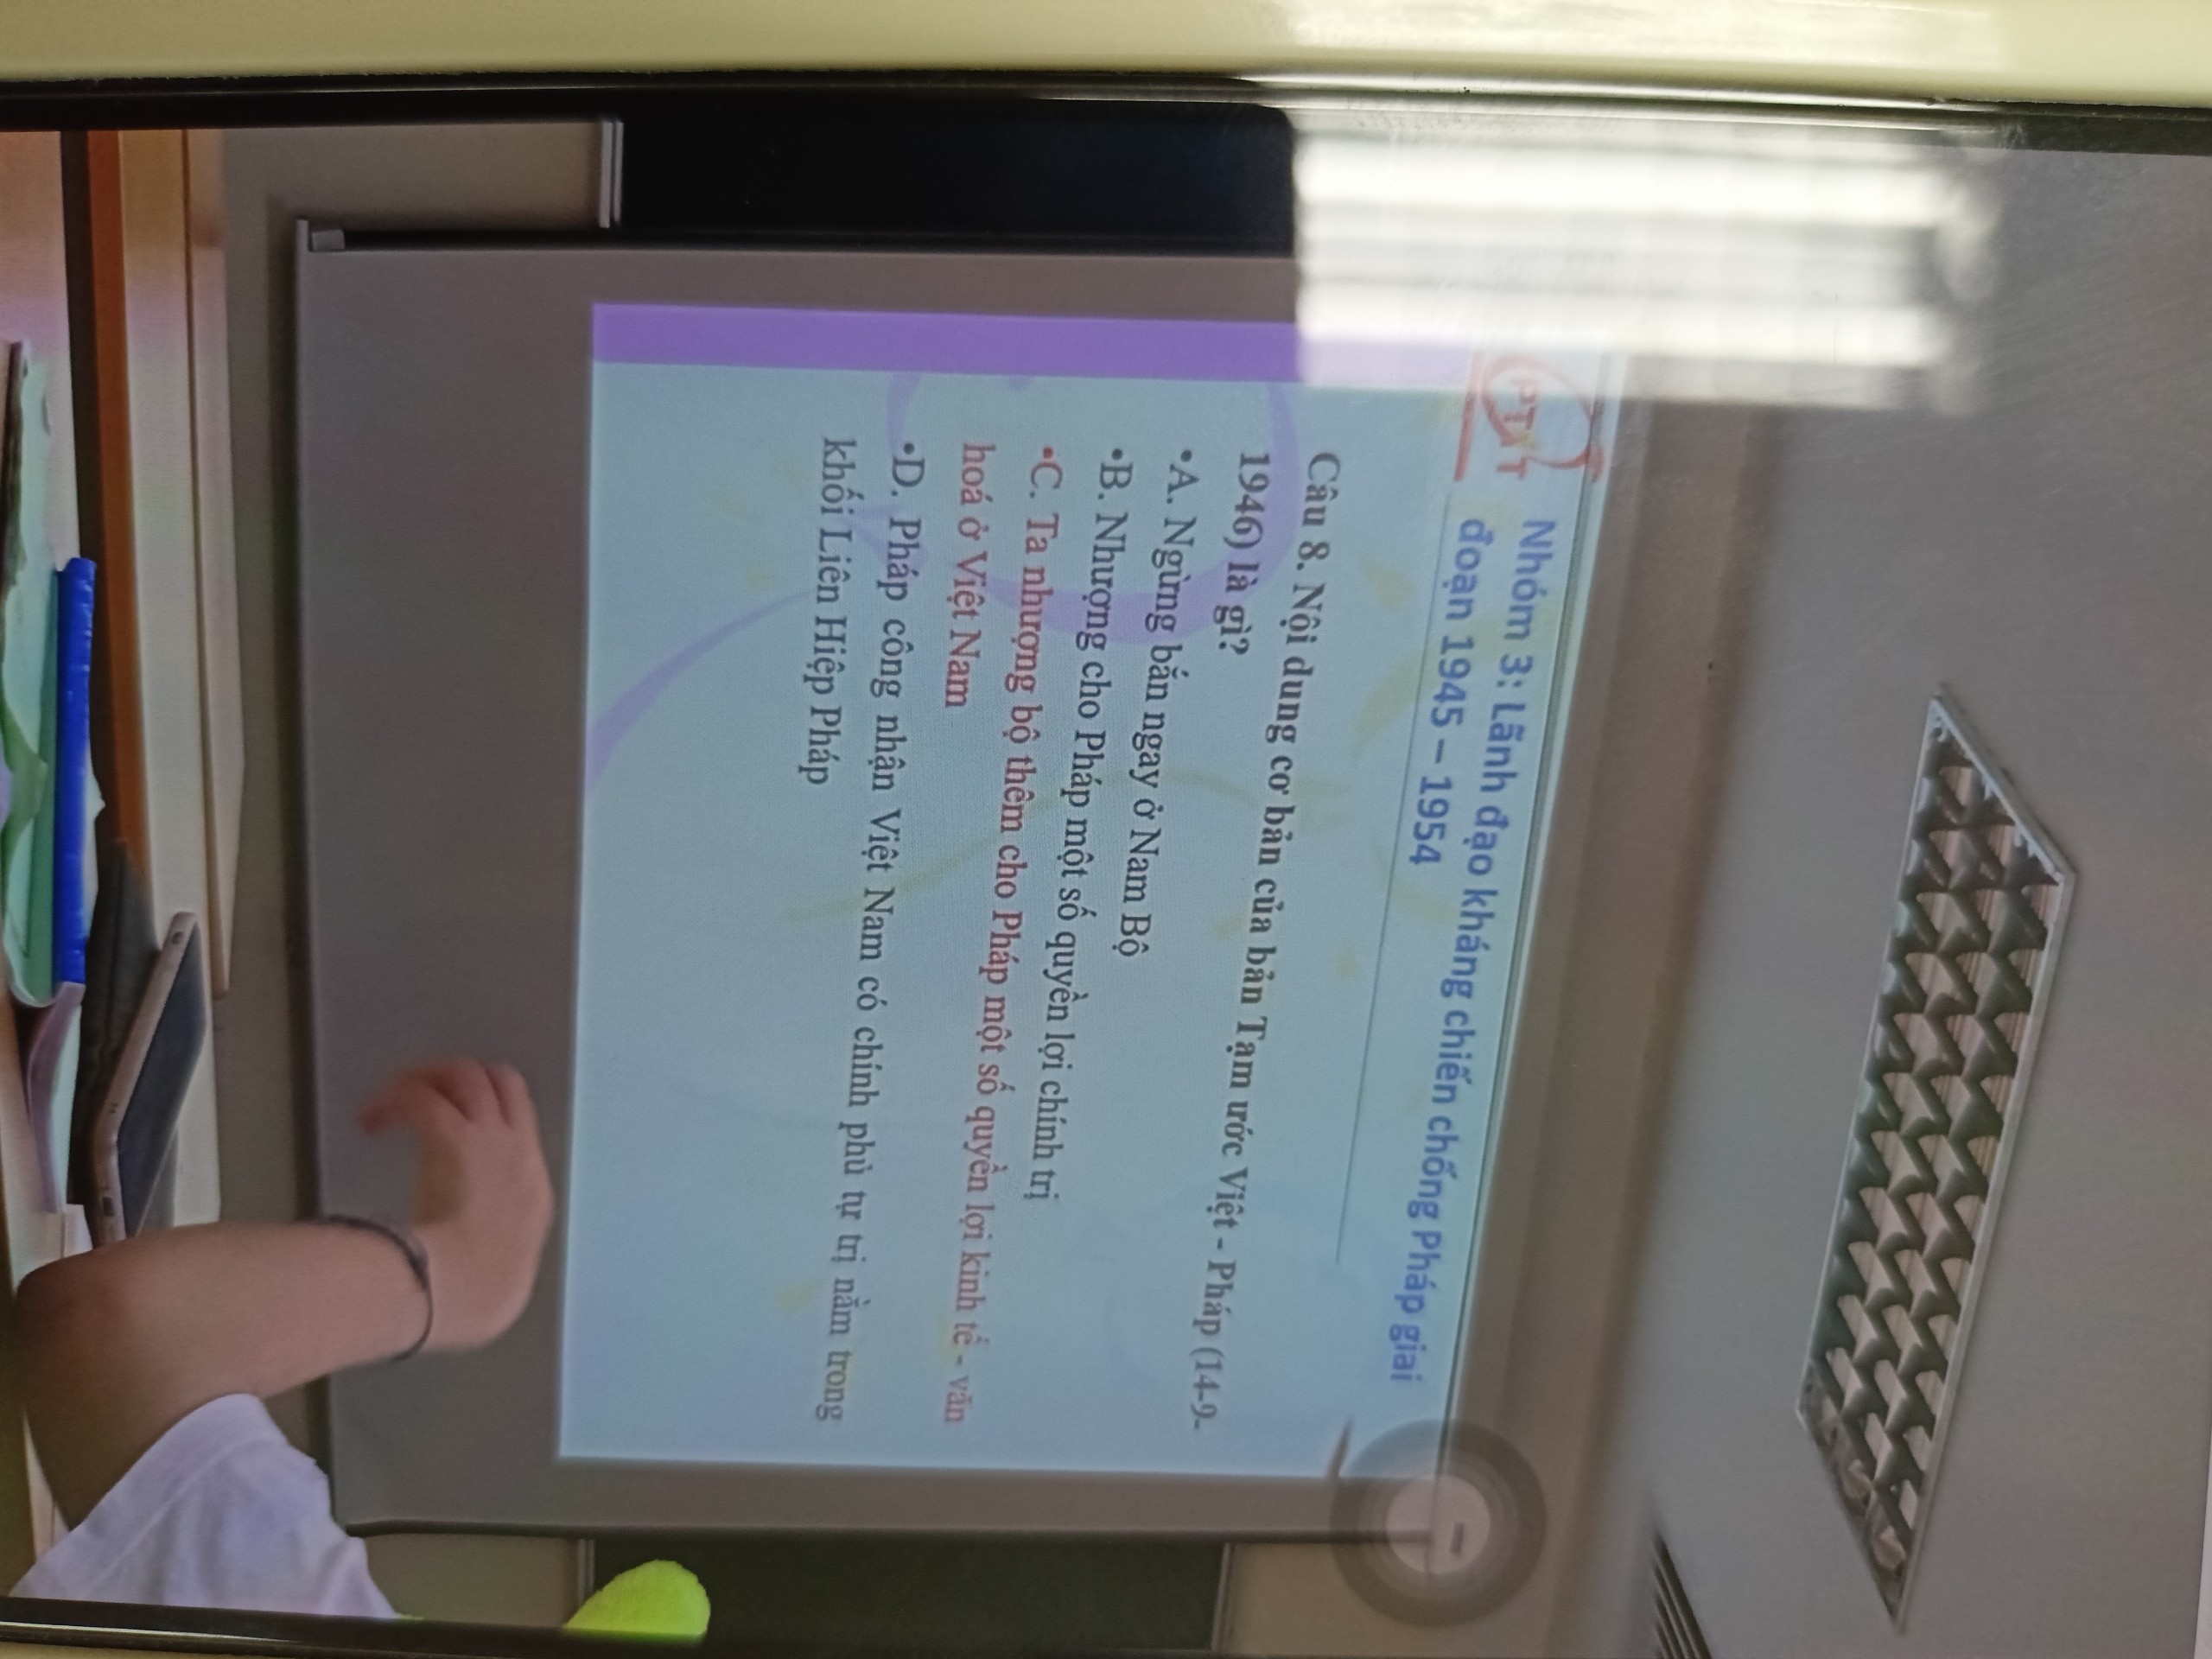 PTIT
Nhóm 3: Lãnh đạo kháng chiến chống Pháp giai
đoạn 1945 – 1954
Câu 8. Nội dung cơ bản của bản Tạm ước Việt - Pháp (14-9-
1946) là gì?
•A. Ngừng bắn ngay ở Nam Bộ
•B. Nhượng cho Pháp một số quyền lợi chính trị
•C. Ta nhượng bộ thêm cho Pháp một số quyền lợi kinh tế - văn
hoá ở Việt Nam
•D. Pháp công nhận Việt Nam có chính phủ tự trị nằm trong
khối Liên Hiệp Pháp